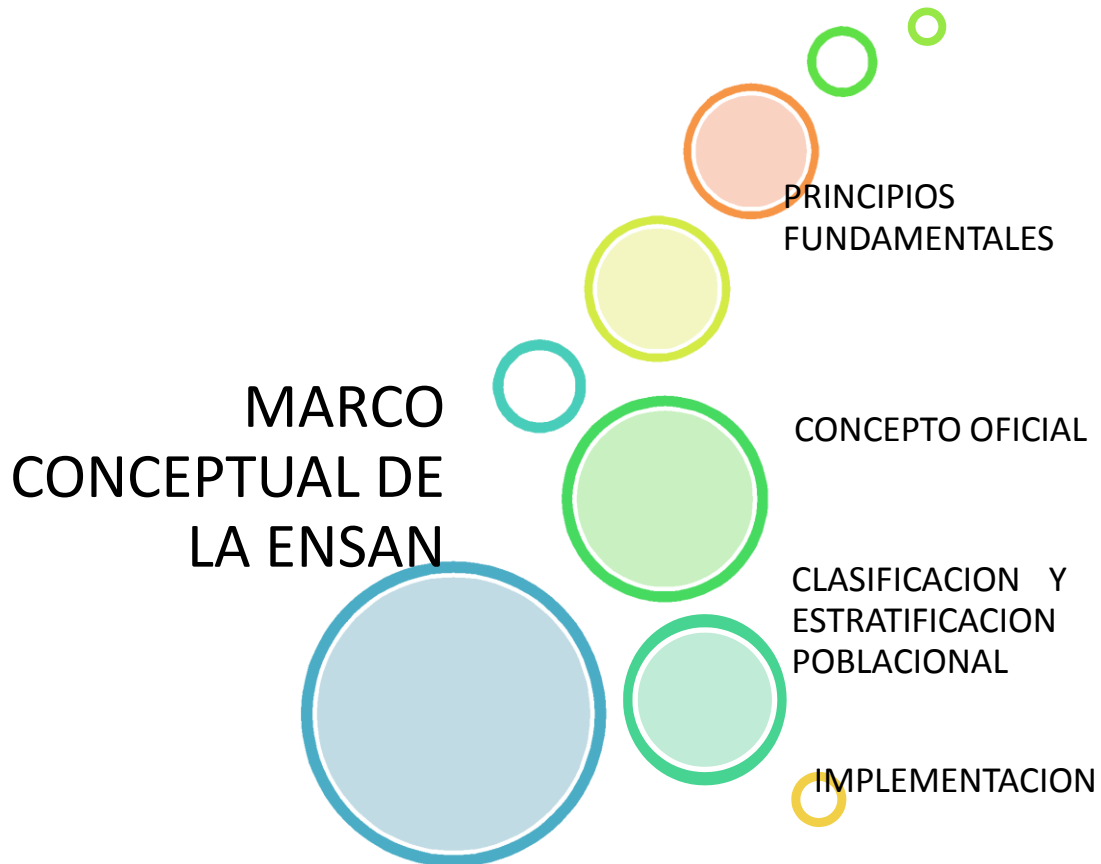 MARCO
CONCEPTUAL DE
LA ENSAN
PRINCIPIOS
FUNDAMENTALES
CONCEPTO OFICIAL
CLASIFICACION Y
ESTRATIFICACION
POBLACIONAL
IMPLEMENTACION